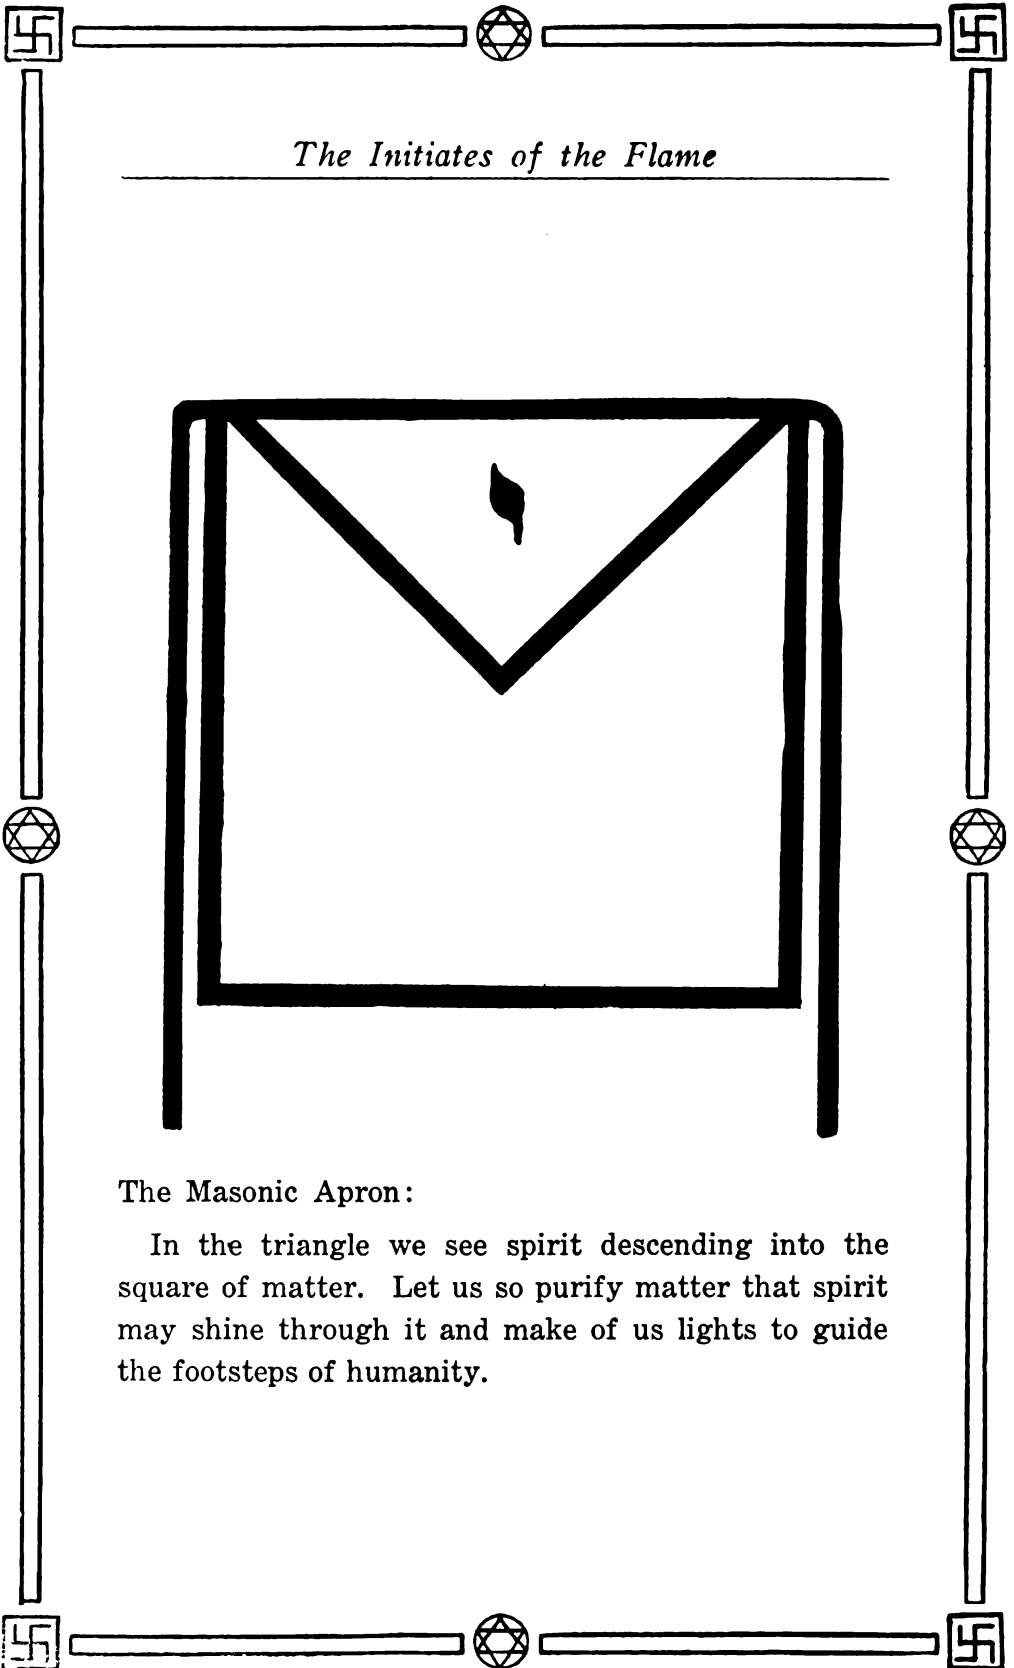 The Initiates of the Flame
י
The Masonic Apron:
In the triangle we see spirit descending into the
square of matter. Let us so purify matter that spirit
may shine through it and make of us lights to guide
the footsteps of humanity.